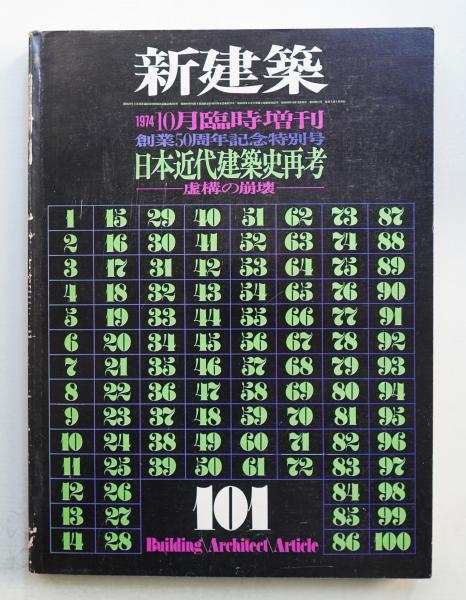 新建築
1974 10月臨時増刊
創業50周年記念特別号
日本近代建築史再考
虚構の崩壊
1 15 29 40 51 62 73 87
2 16 30 41 52 63 74 88
3 17 31 42 53 64 75 89
4 18 32 43 54 65 76 90
5 19 33 44 55 66 77 91
6 20 34 45 56 67 78 92
7 21 35 46 57 68 79 93
8 22 36 47 58 69 80 94
9 23 37 48 59 70 81 95
10 24 38 49 60 71 82 96
11 25 39 50 61 72 83 97
12 26 84 98
13 27 85 99
14 28 86 100
101
Building\Architect\Article